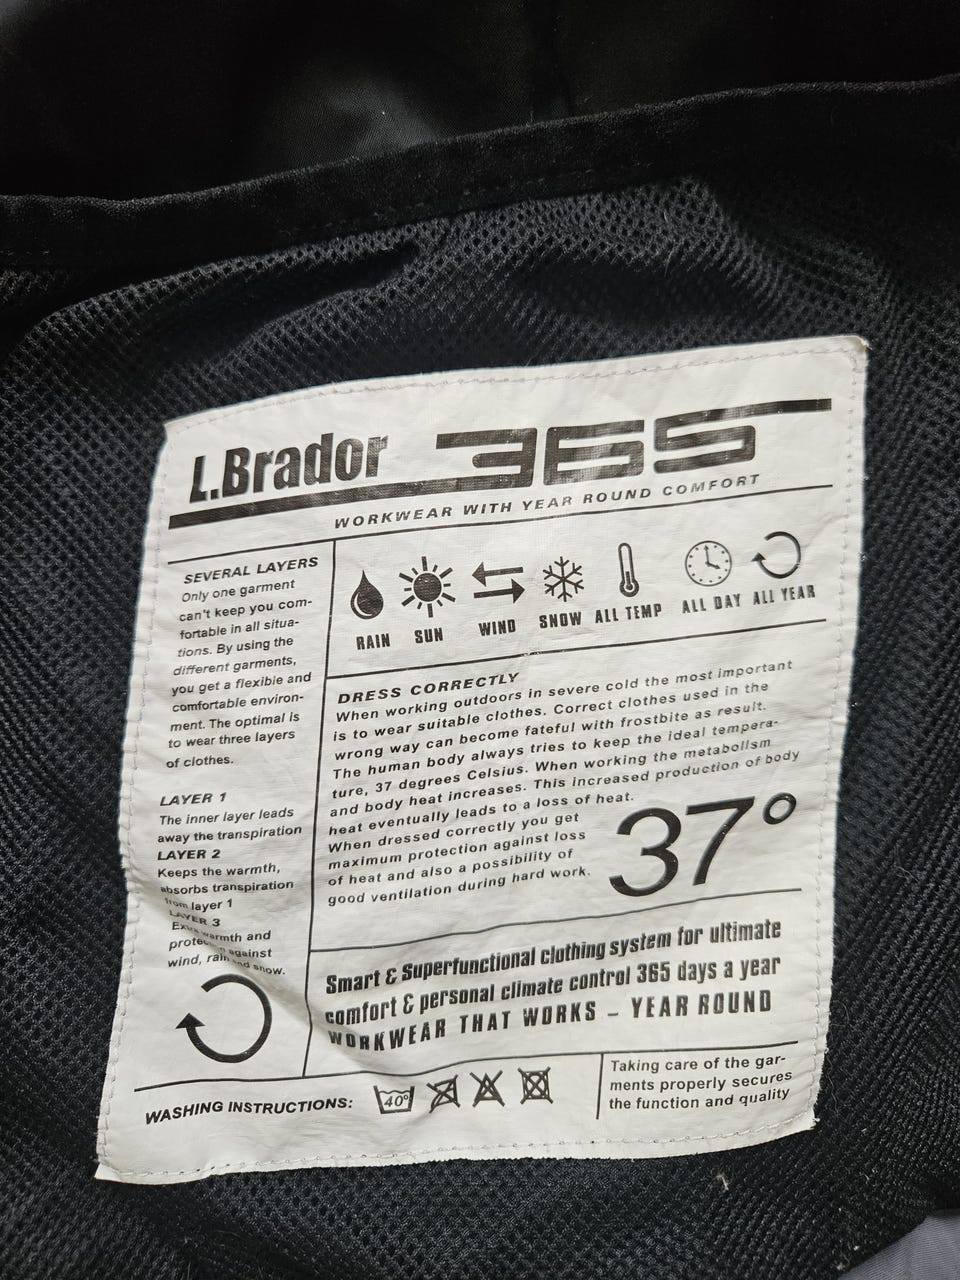 L.Brador 365
WORKWEAR WITH YEAR ROUND COMFORT
SEVERAL LAYERS
Only one garment
can't keep you com-
fortable in all situa-
tions. By using the
different garments,
you get a flexible and
comfortable environ-
ment. The optimal is
to wear three layers
of clothes.
LAYER 1
The inner layer leads
away the transpiration
LAYER 2
Keeps the warmth,
absorbs transpiration
from layer 1
LAYER 3
Extra warmth and
protection against
wind, rain and snow.
RAIN SUN WIND SNOW ALL TEMP ALL DAY ALL YEAR
DRESS CORRECTLY
When working outdoors in severe cold the most important
is to wear suitable clothes. Correct clothes used in the
wrong way can become fateful with frostbite as result.
The human body always tries to keep the ideal tempera-
ture, 37 degrees Celsius. When working the metabolism
and body heat increases. This increased production of body
heat eventually leads to a loss of heat.
When dressed correctly you get
maximum protection against loss
of heat and also a possibility of
good ventilation during hard work.
37°
Smart & Superfunctional clothing system for ultimate
comfort & personal climate control 365 days a year
WORKWEAR THAT WORKS – YEAR ROUND
WASHING INSTRUCTIONS: 40°
Taking care of the gar-
ments properly secures
the function and quality